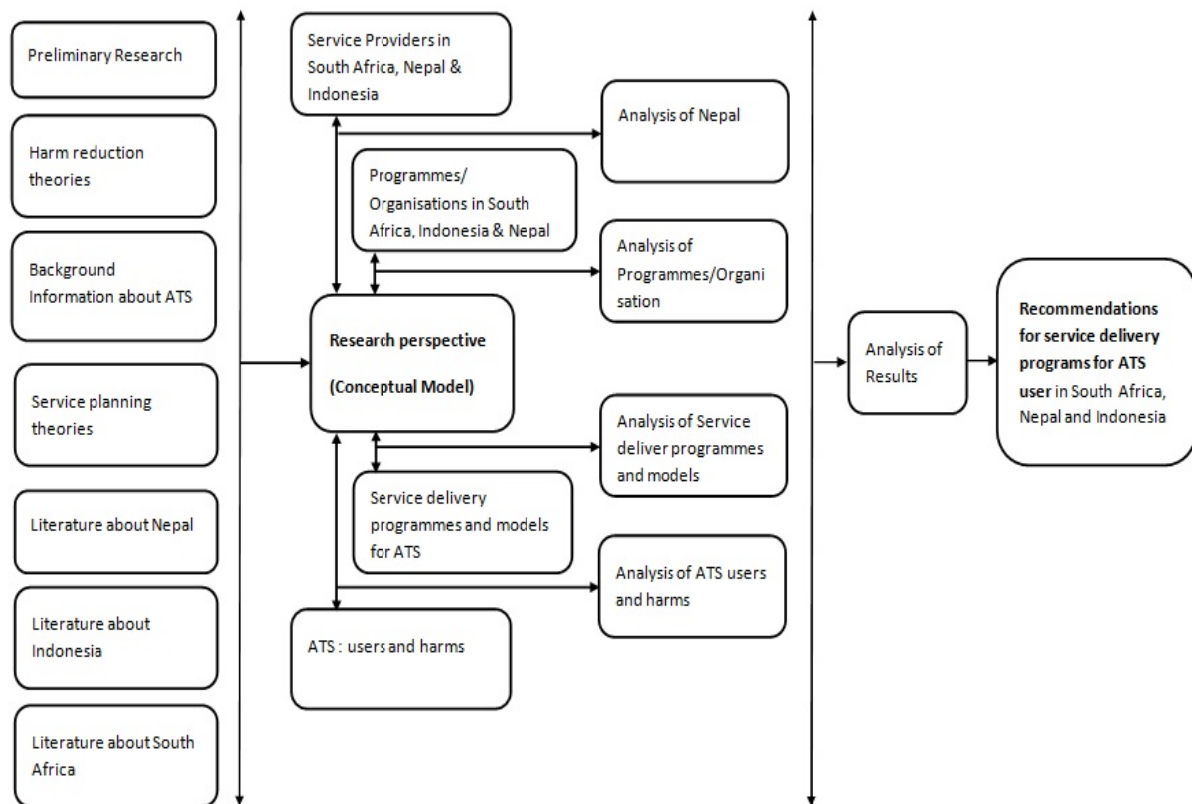 Preliminary Research
Harm reduction
theories
Background
Information about ATS
Service planning
theories
Literature about Nepal
Literature about
Indonesia
Literature about South
Africa
Service Providers in
South Africa, Nepal &
Indonesia
Programmes/
Organisations in South
Africa, Indonesia & Nepal
Research perspective
(Conceptual Model)
Service delivery
programmes and models
for ATS
ATS : users and harms
Analysis of Nepal
Analysis of
Programmes/Organi
sation
Analysis of Service
deliver programmes
and models
Analysis of ATS users
and harms
Analysis of
Results
Recommendations
for service delivery
programs for ATS
user in South Africa,
Nepal and Indonesia